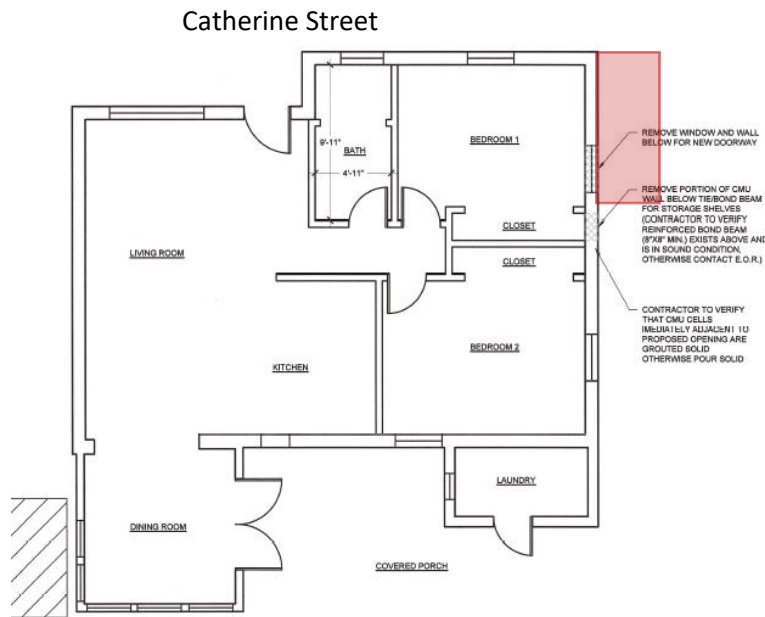 Catherine Street
REMOVE WINDOW AND WALL
BELOW FOR NEW DOORWAY
9'-11"
BATH
BEDROOM 1
4'-11"
REMOVE PORTION OF CMU
WALL BELOW TIE/BOND BEAM
FOR STORAGE SHELVES
(CONTRACTOR TO VERIFY
REINFORCED BOND BEAM
(8"X8" MIN.) EXISTS ABOVE AND
IS IN SOUND CONDITION,
OTHERWISE CONTACT E.O.R.)
CLOSET
LIVING ROOM
CLOSET
CONTRACTOR TO VERIFY
THAT CMU CELLS
IMEDIATELY ADJACENT TO
PROPOSED OPENING ARE
GROUTED SOLID
OTHERWISE POUR SOLID
BEDROOM 2
KITCHEN
LAUNDRY
DINING ROOM
COVERED PORCH